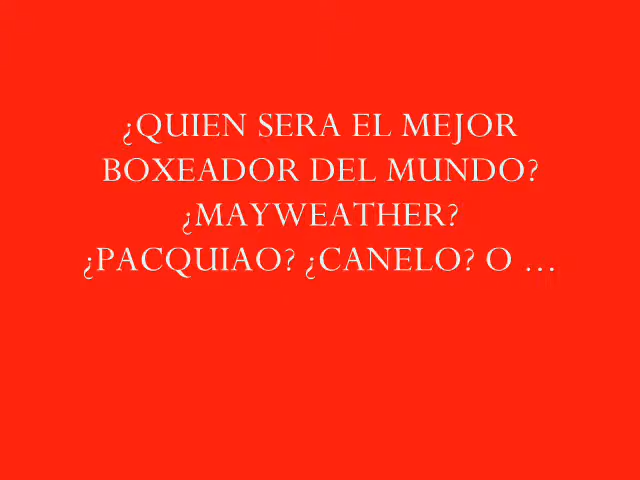 ¿QUIEN SERA EL MEJOR
BOXEADOR DEL MUNDO?
¿MAYWEATHER?
¿PACQUIAO? ¿CANELO? O …